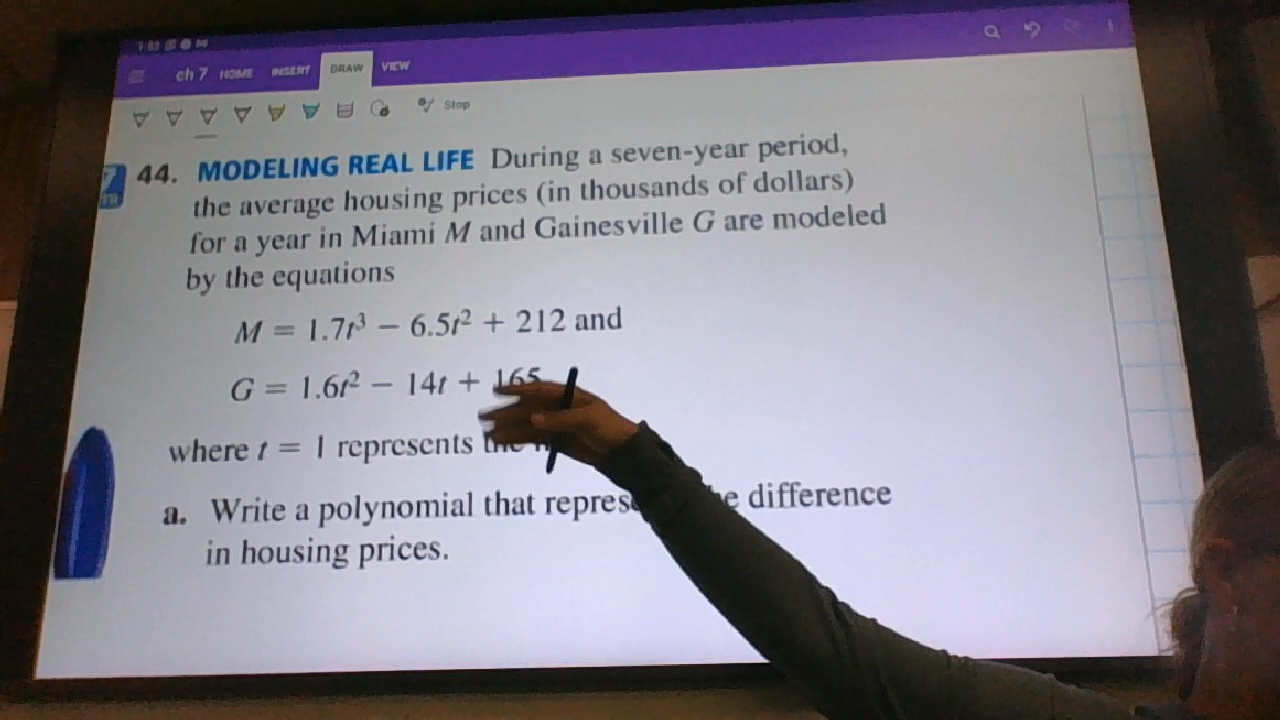 ch 7 HOME INSERT DRAW VIEW
Stop
44. MODELING REAL LIFE During a seven-year period,
the average housing prices (in thousands of dollars)
for a year in Miami M and Gainesville G are modeled
by the equations
M = 1.7t³ − 6.5t² + 212 and
G = 1.6t² − 14t + 165
where t = 1 represents the
a. Write a polynomial that difference
in housing prices.